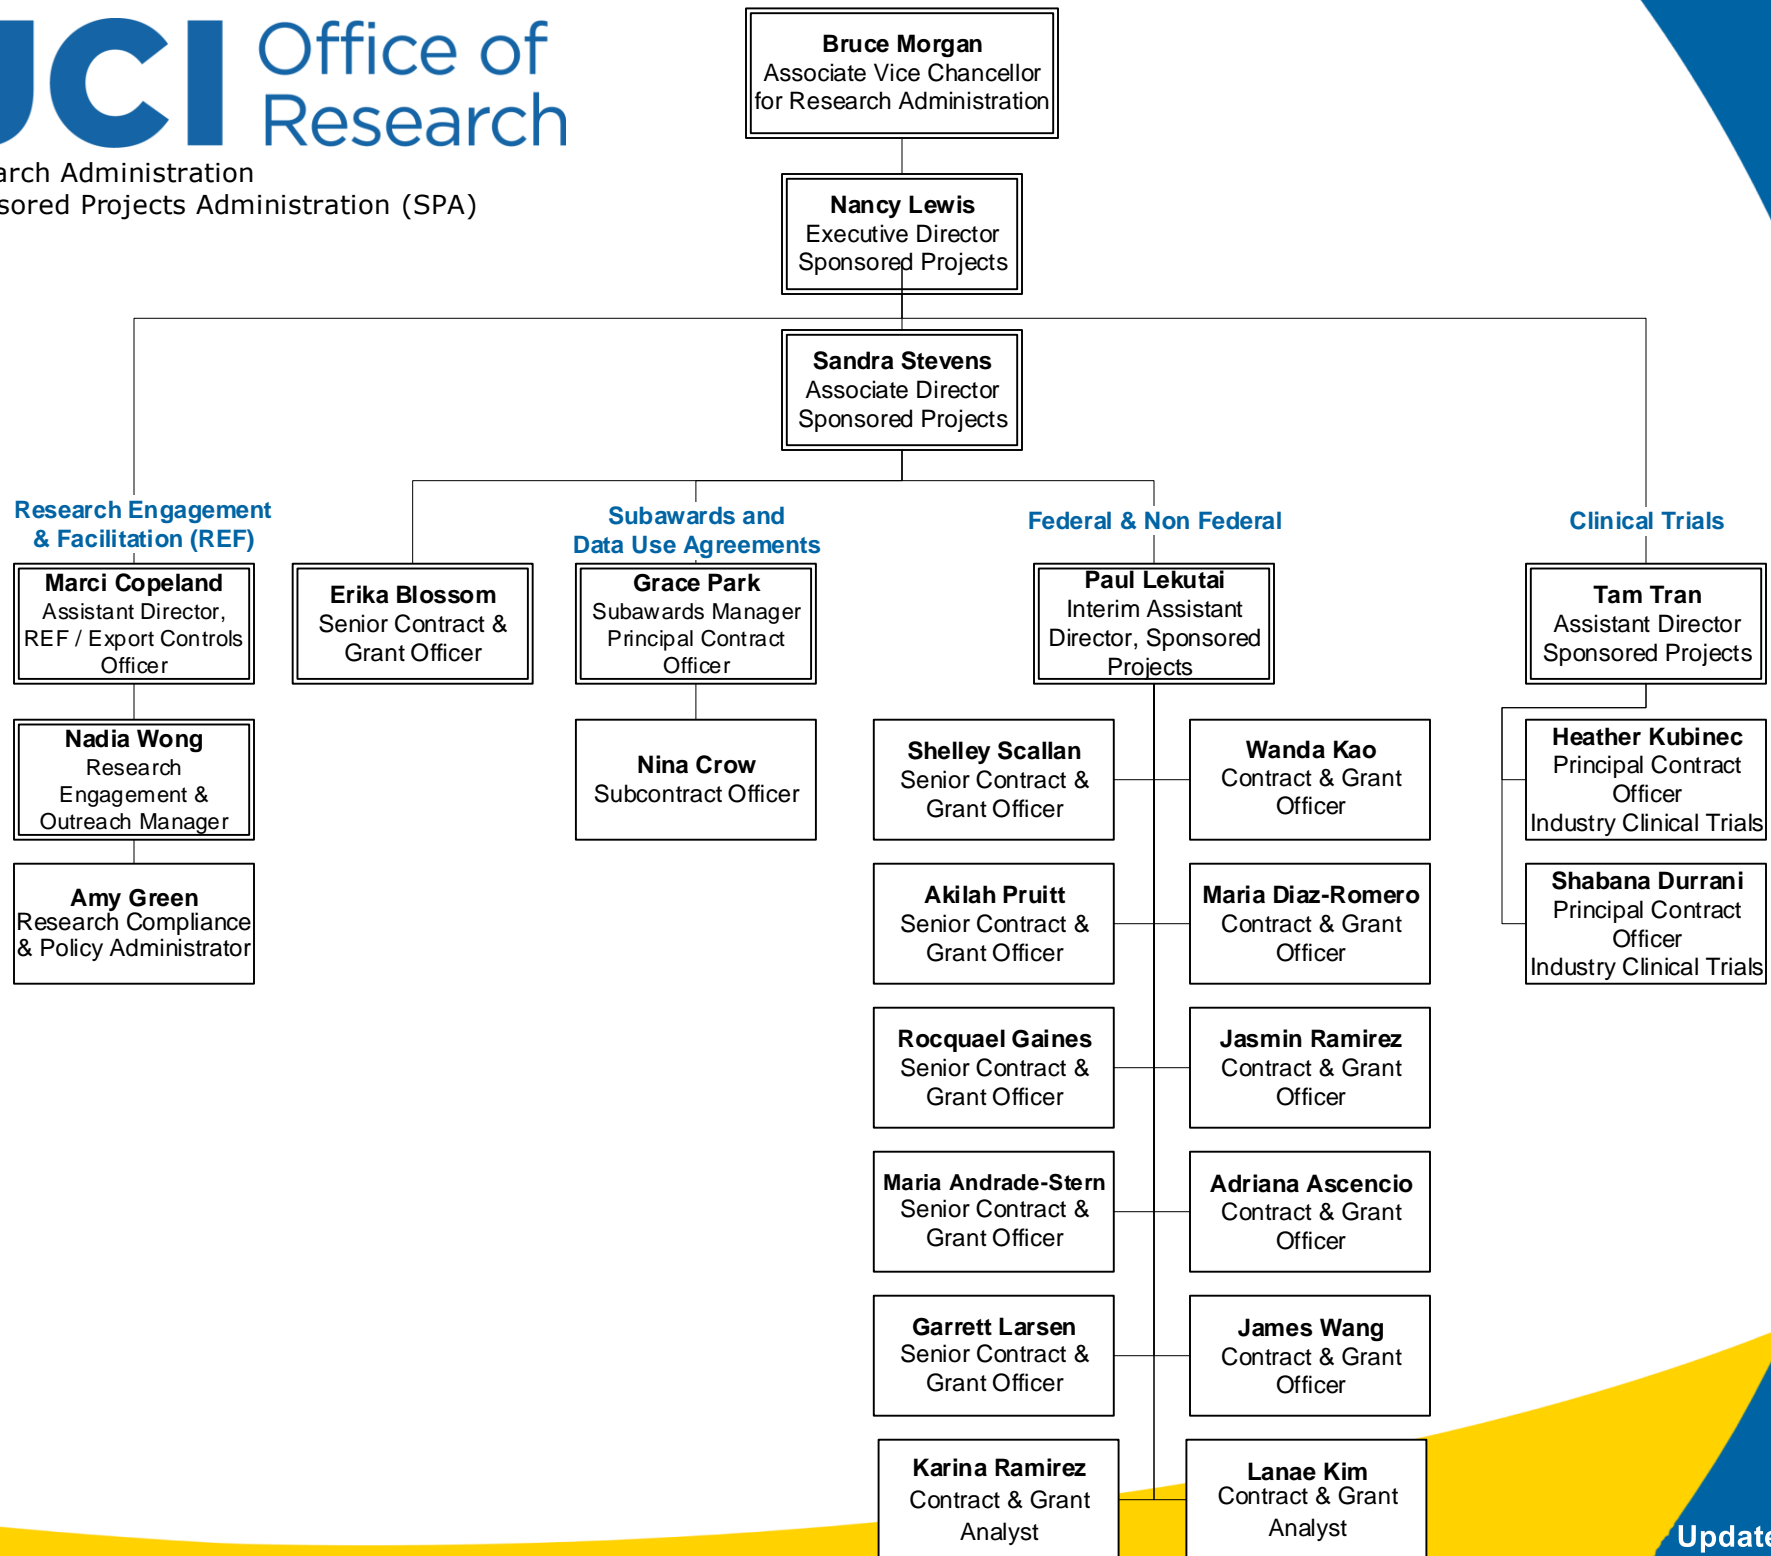 UCI Office of
Research
arch Administration
sored Projects Administration (SPA)
Bruce Morgan
Associate Vice Chancellor
for Research Administration
Nancy Lewis
Executive Director
Sponsored Projects
Sandra Stevens
Associate Director
Sponsored Projects
Research Engagement
& Facilitation (REF)
Marci Copeland
Assistant Director,
REF / Export Controls
Officer
Nadia Wong
Research
Engagement &
Outreach Manager
Amy Green
Research Compliance
& Policy Administrator
Erika Blossom
Senior Contract &
Grant Officer
Subawards and
Data Use Agreements
Grace Park
Subawards Manager
Principal Contract
Officer
Nina Crow
Subcontract Officer
Federal & Non Federal
Paul Lekutai
Interim Assistant
Director, Sponsored
Projects
Shelley Scallan
Senior Contract &
Grant Officer
Wanda Kao
Contract & Grant
Officer
Akilah Pruitt
Senior Contract &
Grant Officer
Maria Diaz-Romero
Contract & Grant
Officer
Rocquael Gaines
Senior Contract &
Grant Officer
Jasmin Ramirez
Contract & Grant
Officer
Maria Andrade-Stern
Senior Contract &
Grant Officer
Adriana Ascencio
Contract & Grant
Officer
Garrett Larsen
Senior Contract &
Grant Officer
James Wang
Contract & Grant
Officer
Karina Ramirez
Contract & Grant
Analyst
Lanae Kim
Contract & Grant
Analyst
Clinical Trials
Tam Tran
Assistant Director
Sponsored Projects
Heather Kubinec
Principal Contract
Officer
Industry Clinical Trials
Shabana Durrani
Principal Contract
Officer
Industry Clinical Trials
Update